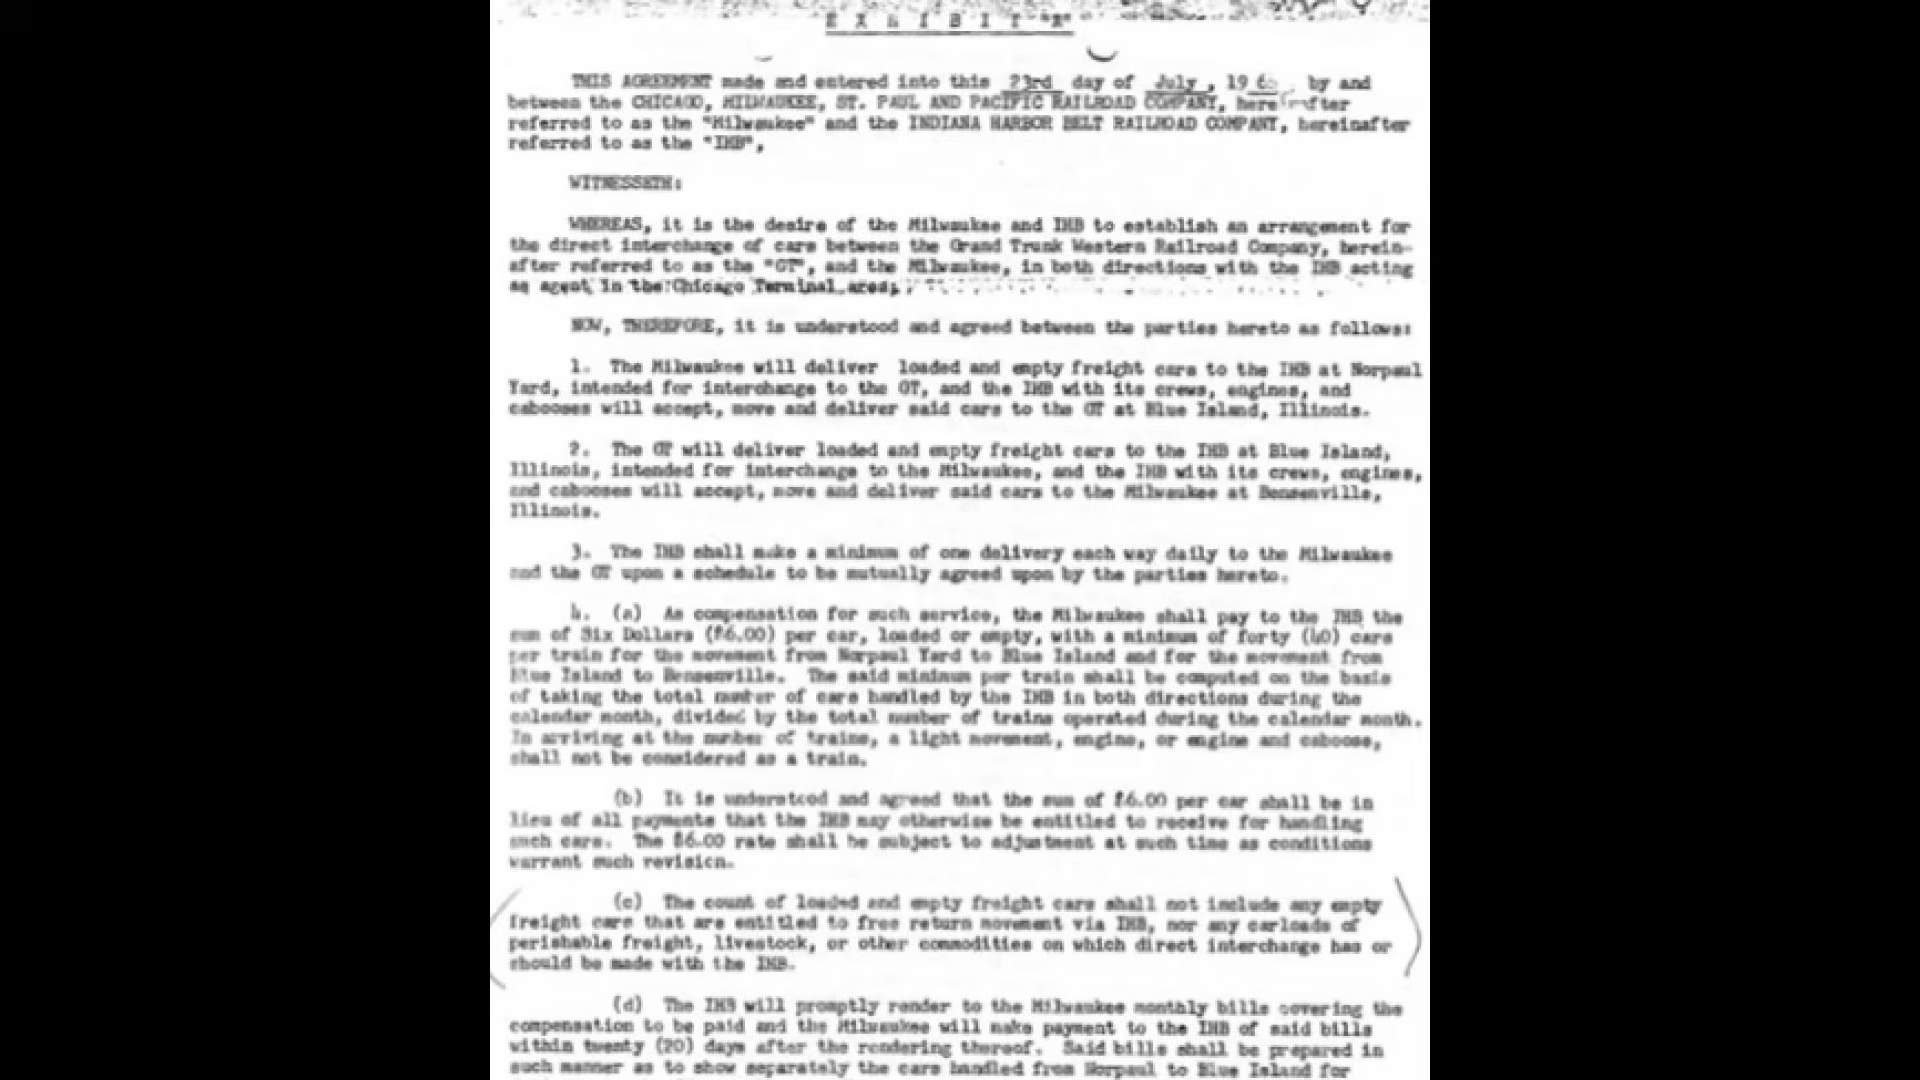 E X H I B I T "A"
THIS AGREEMENT made and entered into this 23rd day of July, 196 by and
between the CHICAGO, MILWAUKEE, ST. PAUL AND PACIFIC RAILROAD COMPANY, hereinafter
referred to as the "Milwaukee" and the INDIANA HARBOR BELT RAILROAD COMPANY, hereinafter
referred to as the "IHB",
WITNESSETH:
WHEREAS, it is the desire of the Milwaukee and IHB to establish an arrangement for
the direct interchange of cars between the Grand Trunk Western Railroad Company, herein-
after referred to as the "GT", and the Milwaukee, in both directions with the IHB acting
as agent in the Chicago Terminal area;
NOW, THEREFORE, it is understood and agreed between the parties hereto as follows:
1. The Milwaukee will deliver loaded and empty freight cars to the IHB at Norpaul
Yard, intended for interchange to the GT, and the IHB with its crews, engines, and
cabooses will accept, move and deliver said cars to the GT at Blue Island, Illinois.
2. The GT will deliver loaded and empty freight cars to the IHB at Blue Island,
Illinois, intended for interchange to the Milwaukee, and the IHB with its crews, engines,
and cabooses will accept, move and deliver said cars to the Milwaukee at Bensenville,
Illinois.
3. The IHB shall make a minimum of one delivery each way daily to the Milwaukee
and the GT upon a schedule to be mutually agreed upon by the parties hereto.
4. (a) As compensation for such service, the Milwaukee shall pay to the IHB the
sum of Six Dollars ($6.00) per car, loaded or empty, with a minimum of forty (40) cars
per train for the movement from Norpaul Yard to Blue Island and for the movement from
Blue Island to Bensenville. The said minimum per train shall be computed on the basis
of taking the total number of cars handled by the IHB in both directions during the
calendar month, divided by the total number of trains operated during the calendar month.
In arriving at the number of trains, a light movement, engine, or engine and caboose,
shall not be considered as a train.
(b) It is understood and agreed that the sum of $6.00 per car shall be in
lieu of all payments that the IHB may otherwise be entitled to receive for handling
such cars. The $6.00 rate shall be subject to adjustment at such time as conditions
warrant such revision.
(c) The count of loaded and empty freight cars shall not include any empty
freight cars that are entitled to free return movement via IHB, nor any carloads of
perishable freight, livestock, or other commodities on which direct interchange has or
should be made with the IHB.
(d) The IHB will promptly render to the Milwaukee monthly bills covering the
compensation to be paid and the Milwaukee will make payment to the IHB of said bills
within twenty (20) days after the rendering thereof. Said bills shall be prepared in
such manner as to show separately the cars handled from Norpaul to Blue Island for